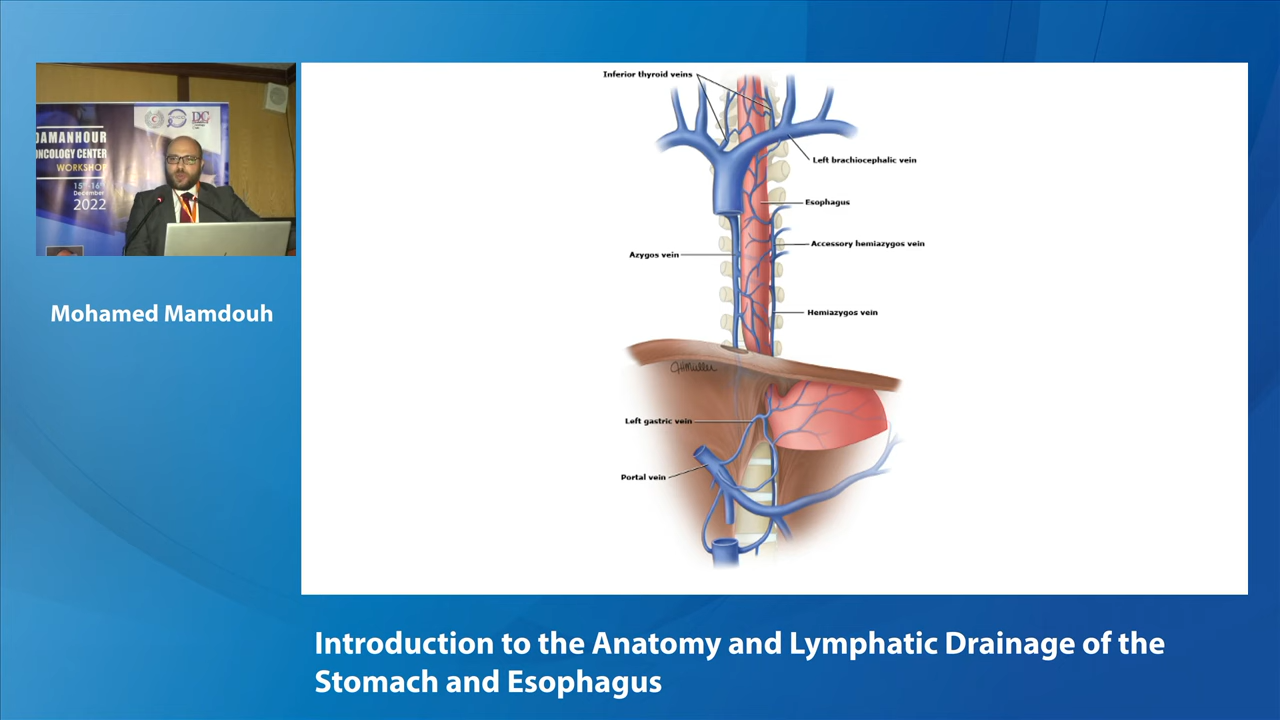 DAMANHOUR
ONCOLOGY CENTER
WORKSHOP
15th-16th
December
2022
Mohamed Mamdouh
Inferior thyroid veins
Left brachiocephalic vein
Esophagus
Accessory hemiazygos vein
Azygos vein
Hemiazygos vein
Left gastric vein
Portal vein
Introduction to the Anatomy and Lymphatic Drainage of the
Stomach and Esophagus